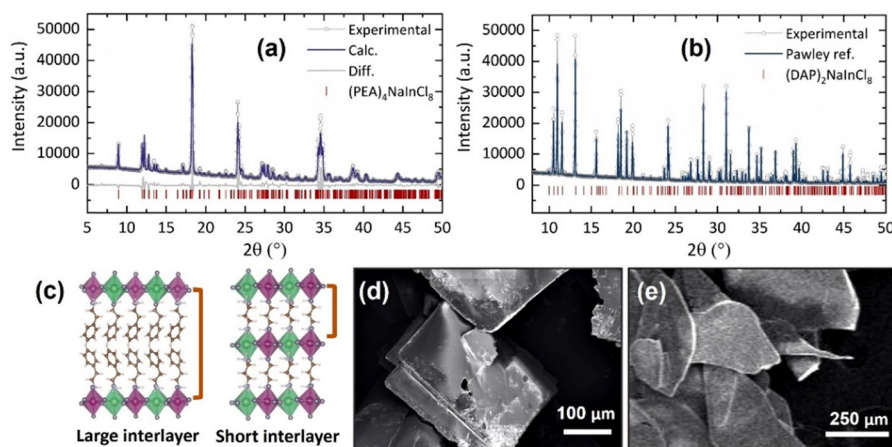 (a)
Experimental
Calc.
Diff.
(PEA)₄NaInCl₈
Intensity (a.u.)
50000
40000
30000
20000
10000
0
5 10 15 20 25 30 35 40 45 50
2θ (°)
(b)
Experimental
Pawley ref.
(DAP)₂NaInCl₈
Intensity (a.u.)
50000
40000
30000
20000
10000
0
5 10 15 20 25 30 35 40 45 50
2θ (°)
(c)
Large interlayer
Short interlayer
(d)
100 µm
(e)
250 µm